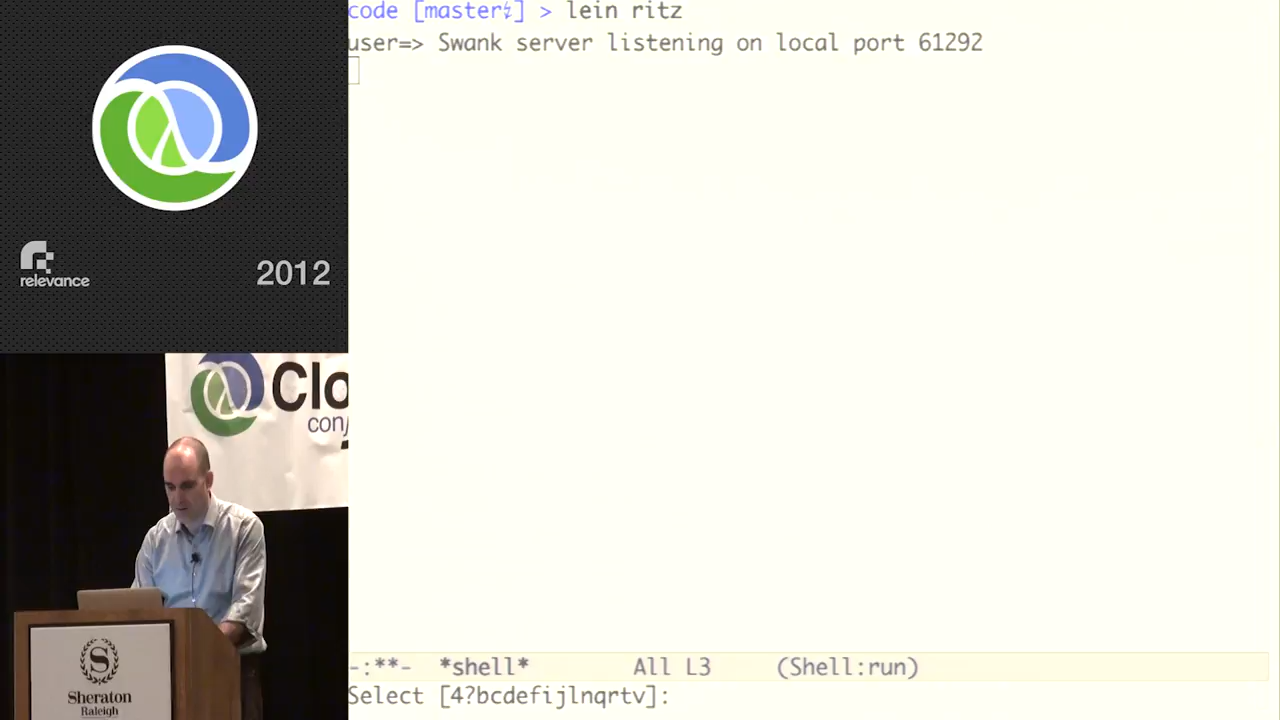 code [master⚡] > lein ritz
user=> Swank server listening on local port 61292
-:**-  *shell*        All L3     (Shell:run)
Select [4?bcdefijlnqrtv]:
relevance
2012
Clo
conj
S
Sheraton
Raleigh